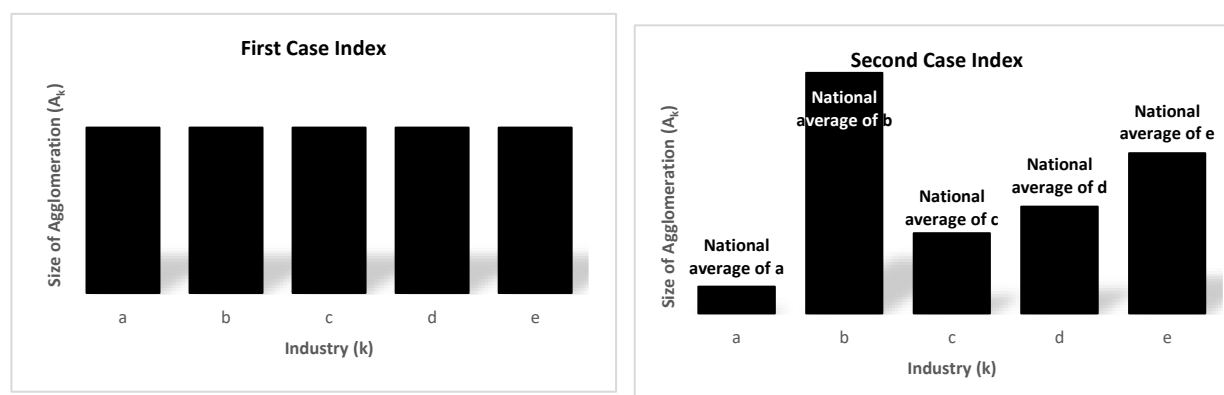 First Case Index
Size of Agglomeration (Aₖ)
a b c d e
Industry (k)
Second Case Index
Size of Agglomeration (Aₖ)
National
average of a
National
average of b
National
average of c
National
average of d
National
average of e
a b c d e
Industry (k)